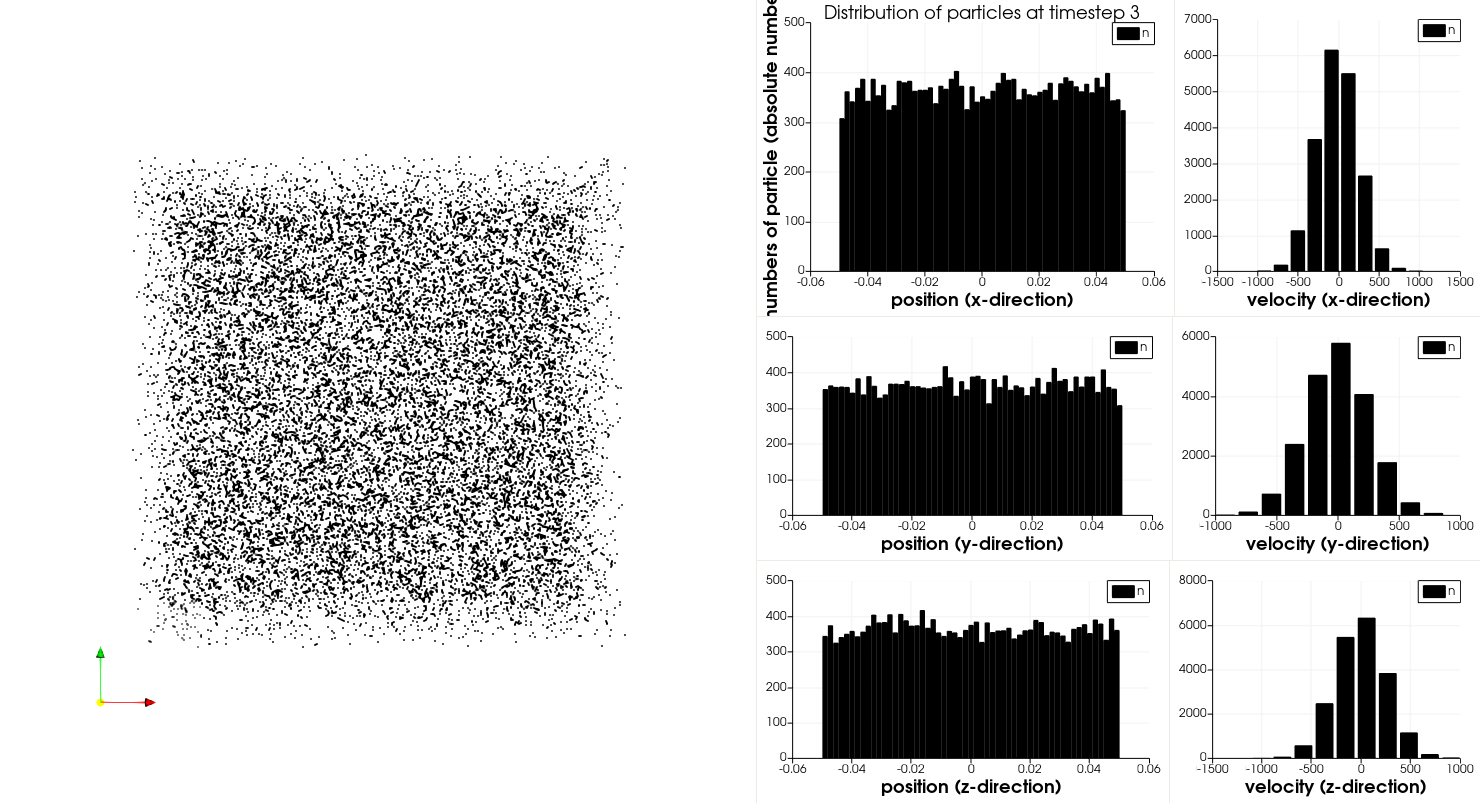 Distribution of particles at timestep 3
numbers of particle (absolute numbe
500
400
300
200
100
0
n
-0.06 -0.04 -0.02 0 0.02 0.04 0.06
position (x-direction)
7000
6000
5000
4000
3000
2000
1000
0
n
-1500 -1000 -500 0 500 1000 1500
velocity (x-direction)
500
400
300
200
100
0
n
-0.06 -0.04 -0.02 0 0.02 0.04 0.06
position (y-direction)
6000
4000
2000
0
n
-1000 -500 0 500 1000
velocity (y-direction)
500
400
300
200
100
0
n
-0.06 -0.04 -0.02 0 0.02 0.04 0.06
position (z-direction)
8000
6000
4000
2000
0
n
-1500 -1000 -500 0 500 1000
velocity (z-direction)